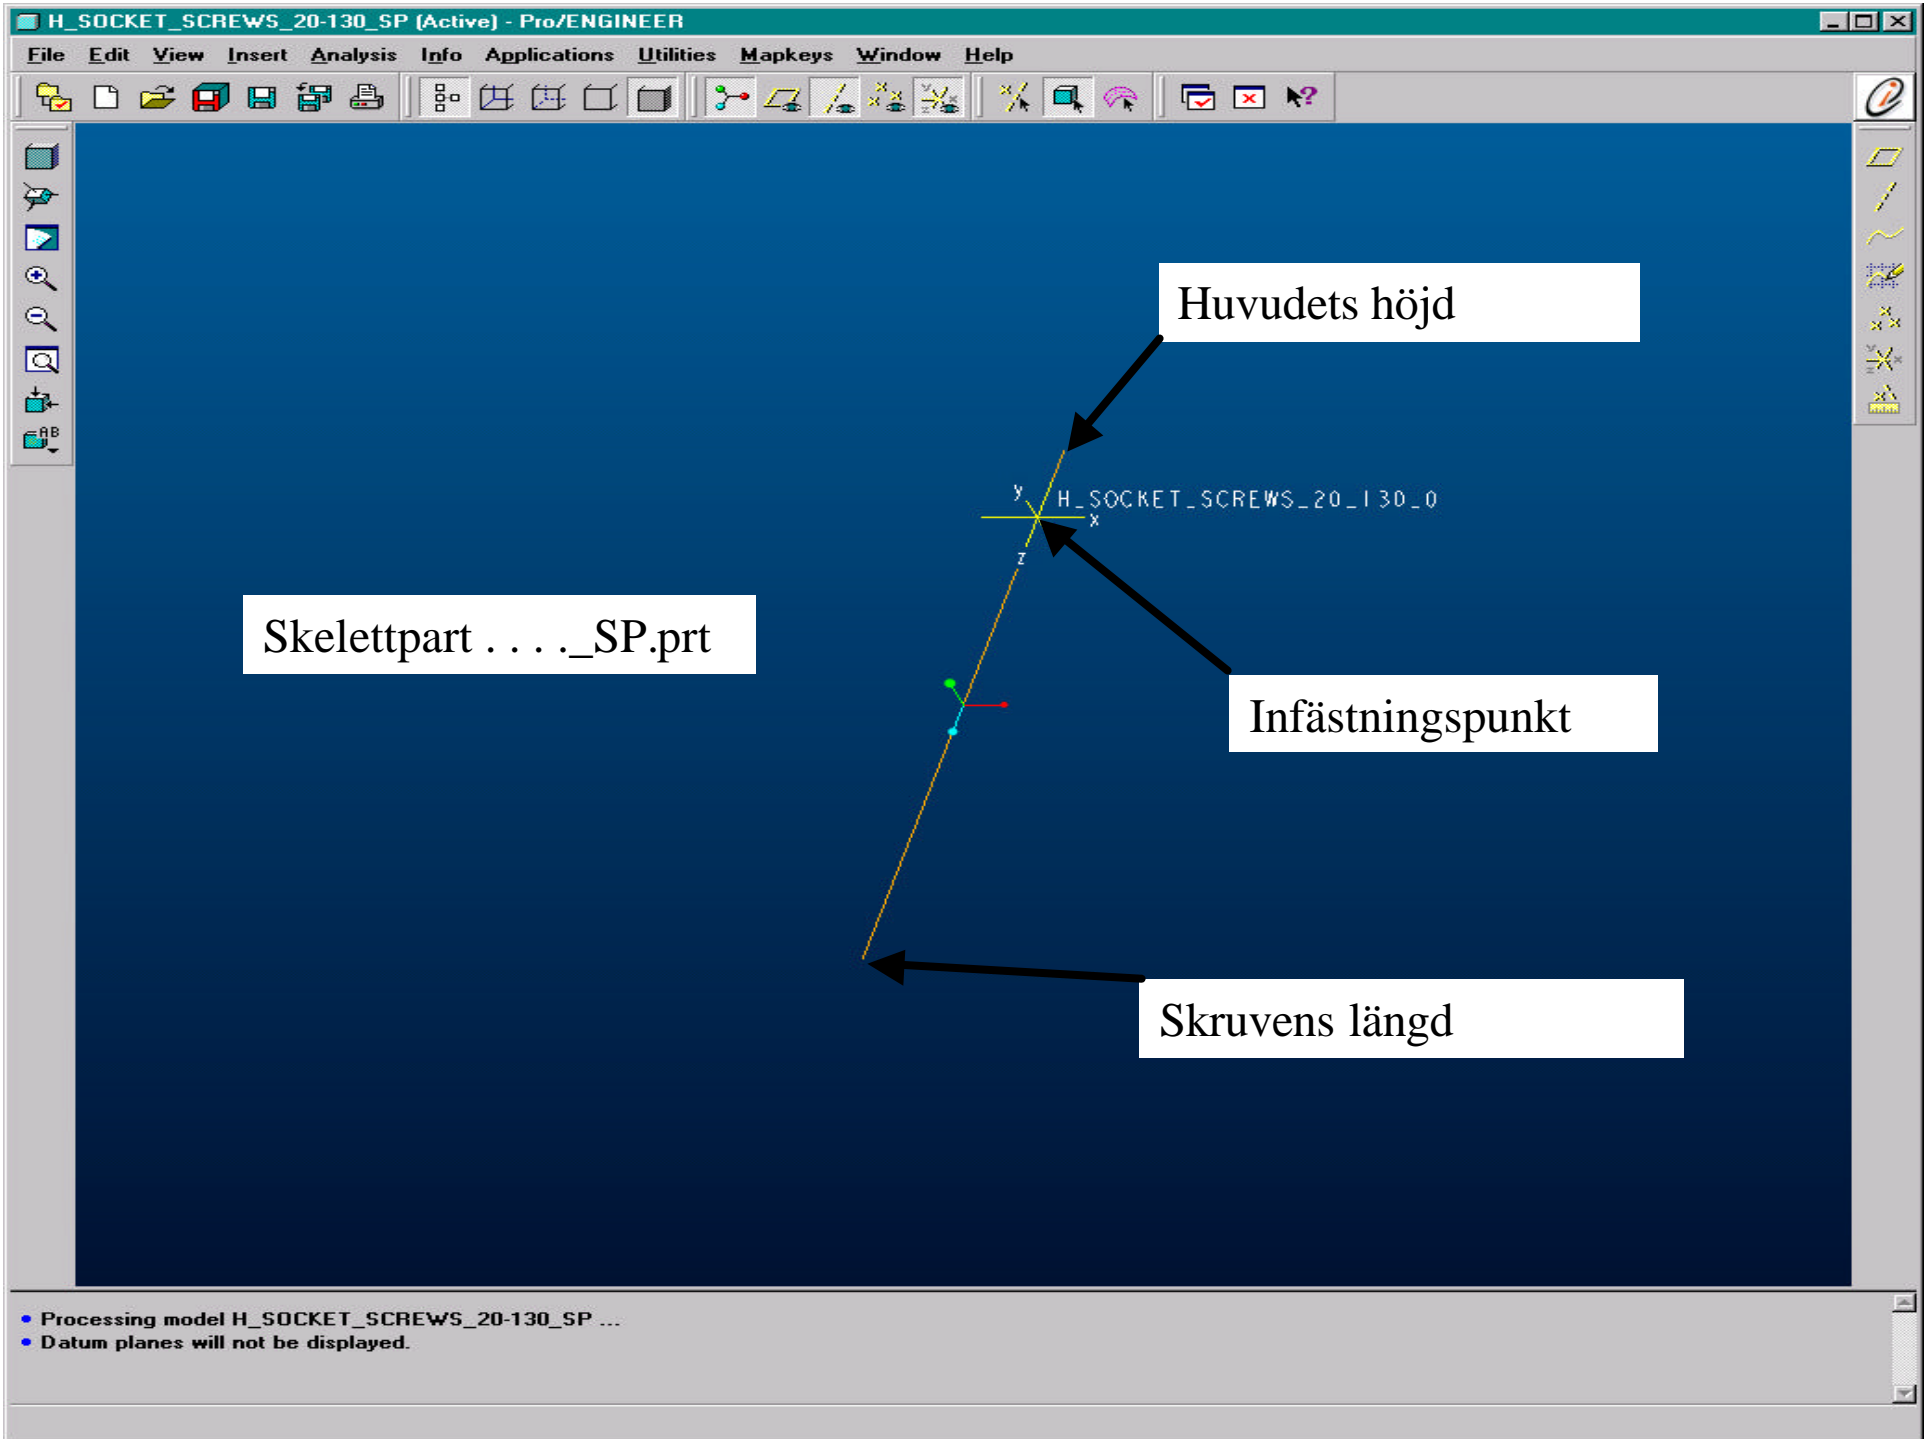 H_SOCKET_SCREWS_20-130_SP (Active) - Pro/ENGINEER
File Edit View Insert Analysis Info Applications Utilities Mapkeys Window Help
AB
Huvudets höjd
y
H_SOCKET_SCREWS_20_130_0
x
z
Skelettpart . . . ._SP.prt
Infästningspunkt
Skruvens längd
Processing model H_SOCKET_SCREWS_20-130_SP ...
Datum planes will not be displayed.